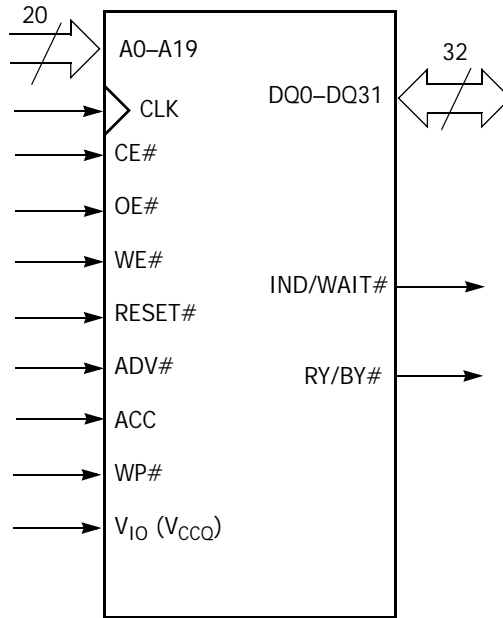 20
A0–A19
CLK
CE#
OE#
WE#
RESET#
ADV#
ACC
WP#
V_IO (V_CCQ)
32
DQ0–DQ31
IND/WAIT#
RY/BY#